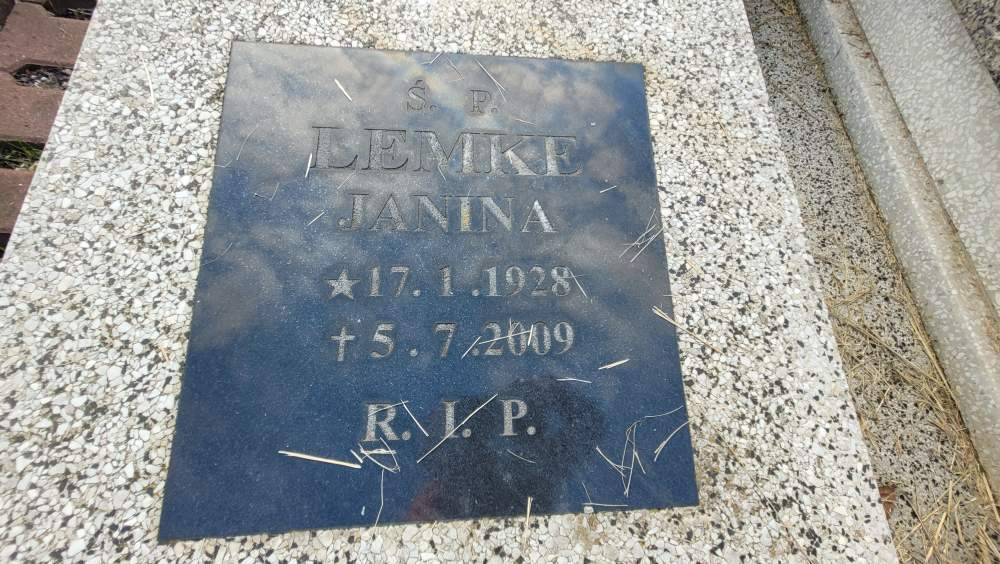 Ś. P.
LEMKE
JANINA
★17.1.1928
✝5.7.2009
R. I. P.